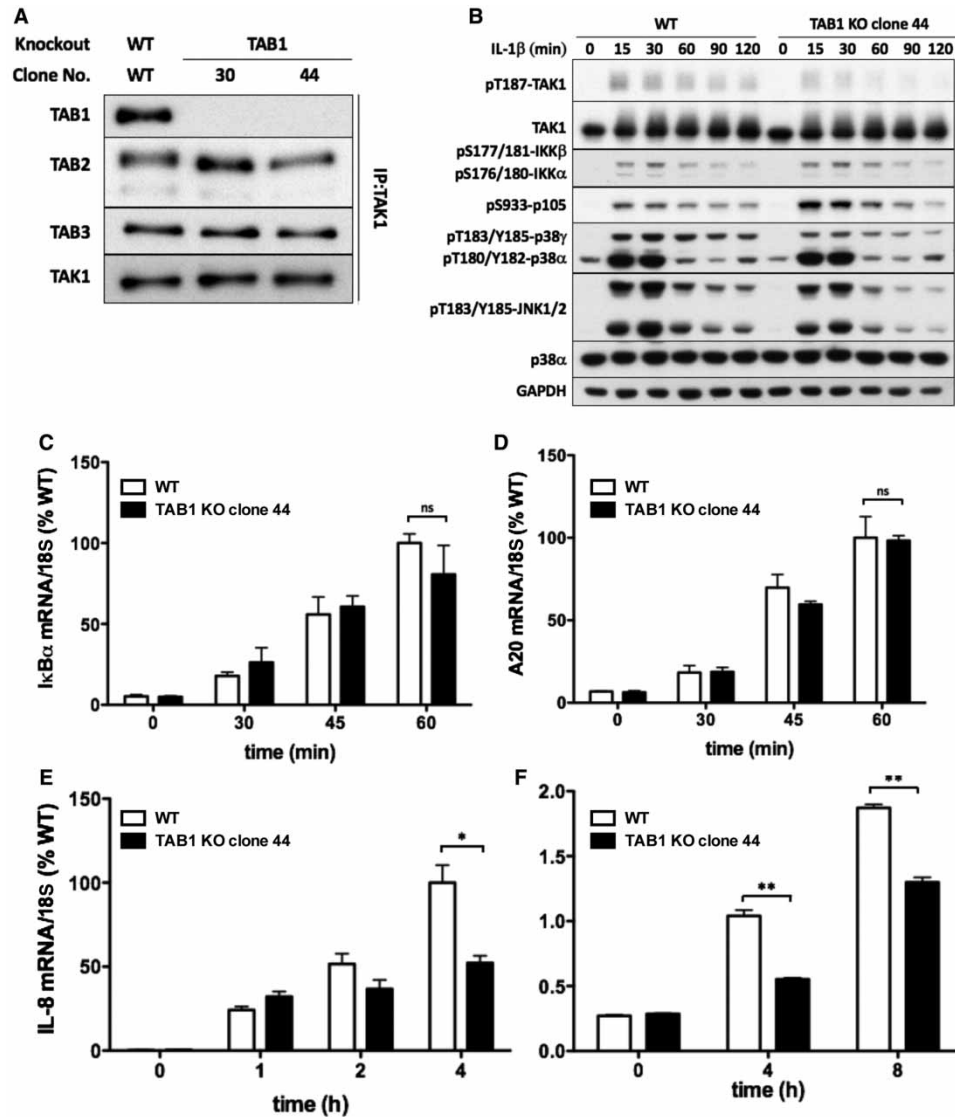 A
Knockout WT TAB1
Clone No. WT 30 44
TAB1
TAB2
TAB3
TAK1
IP:TAK1
B
WT TAB1 KO clone 44
IL-1β (min) 0 15 30 60 90 120 0 15 30 60 90 120
pT187-TAK1
TAK1
pS177/181-IKKβ
pS176/180-IKKα
pS933-p105
pT183/Y185-p38γ
pT180/Y182-p38α
pT183/Y185-JNK1/2
p38α
GAPDH
C
IκBα mRNA/18S (% WT)
150
100
50
0
WT
TAB1 KO clone 44
ns
0 30 45 60
time (min)
D
A20 mRNA/18S (% WT)
150
100
50
0
WT
TAB1 KO clone 44
ns
0 30 45 60
time (min)
E
IL-8 mRNA/18S (% WT)
150
100
50
0
WT
TAB1 KO clone 44
*
0 1 2 4
time (h)
F
2.0
1.5
1.0
0.5
0.0
WT
TAB1 KO clone 44
**
**
0 4 8
time (h)